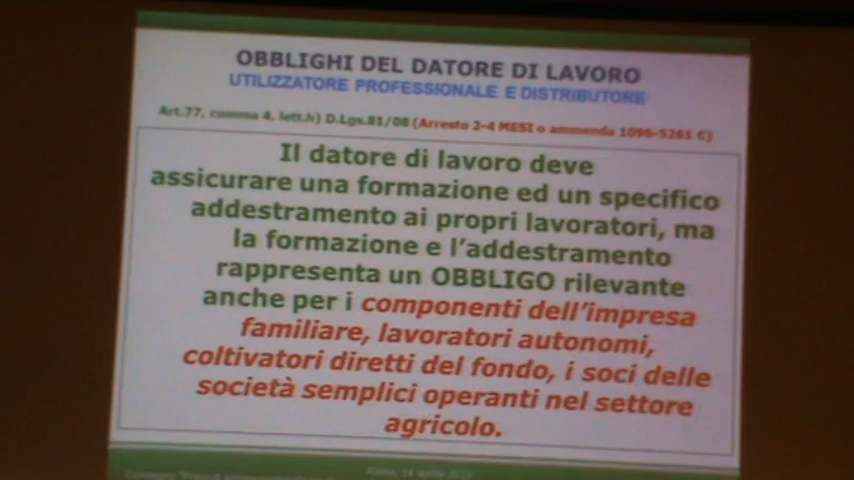 OBBLIGHI DEL DATORE DI LAVORO
UTILIZZATORE PROFESSIONALE E DISTRIBUTORE
Art.77, comma 4, lett.h) D.Lgs.81/08 (Arresto 2-4 MESI o ammenda 1096-5261 €)
Il datore di lavoro deve
assicurare una formazione ed un specifico
addestramento ai propri lavoratori, ma
la formazione e l'addestramento
rappresenta un OBBLIGO rilevante
anche per i componenti dell'impresa
familiare, lavoratori autonomi,
coltivatori diretti del fondo, i soci delle
società semplici operanti nel settore
agricolo.